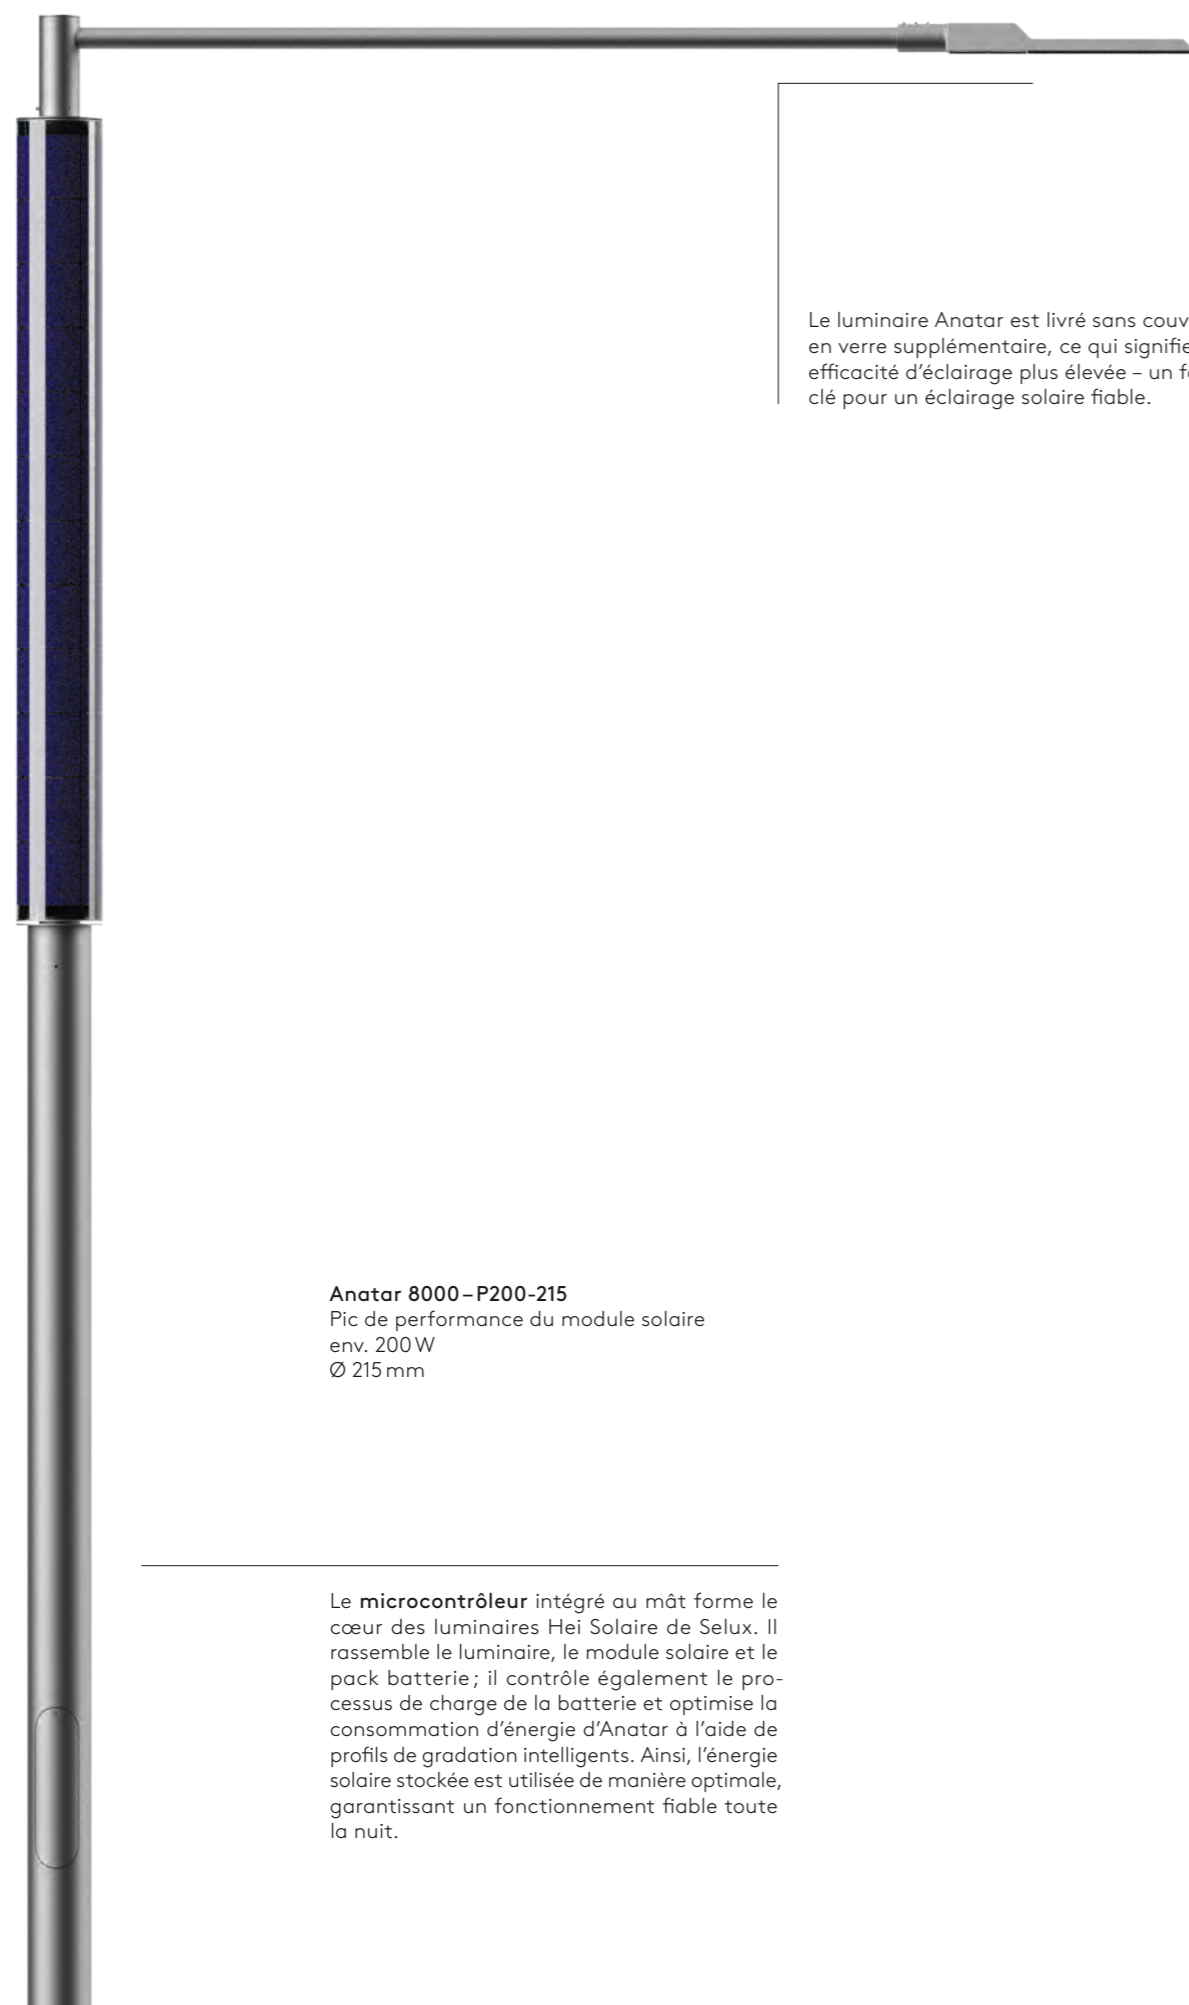 Le luminaire Anatar est livré sans
en verre supplémentaire, ce qui signifie
efficacité d’éclairage plus élevée – un
clé pour un éclairage solaire fiable.
Anatar 8000 – P200-215
Pic de performance du module solaire
env. 200 W
Ø 215 mm
Le microcontrôleur intégré au mât forme le
cœur des luminaires Hei Solaire de Selux. Il
rassemble le luminaire, le module solaire et le
pack batterie ; il contrôle également le pro-
cessus de charge de la batterie et optimise la
consommation d’énergie d’Anatar à l’aide de
profils de gradation intelligents. Ainsi, l’énergie
solaire stockée est utilisée de manière optimale,
garantissant un fonctionnement fiable toute
la nuit.